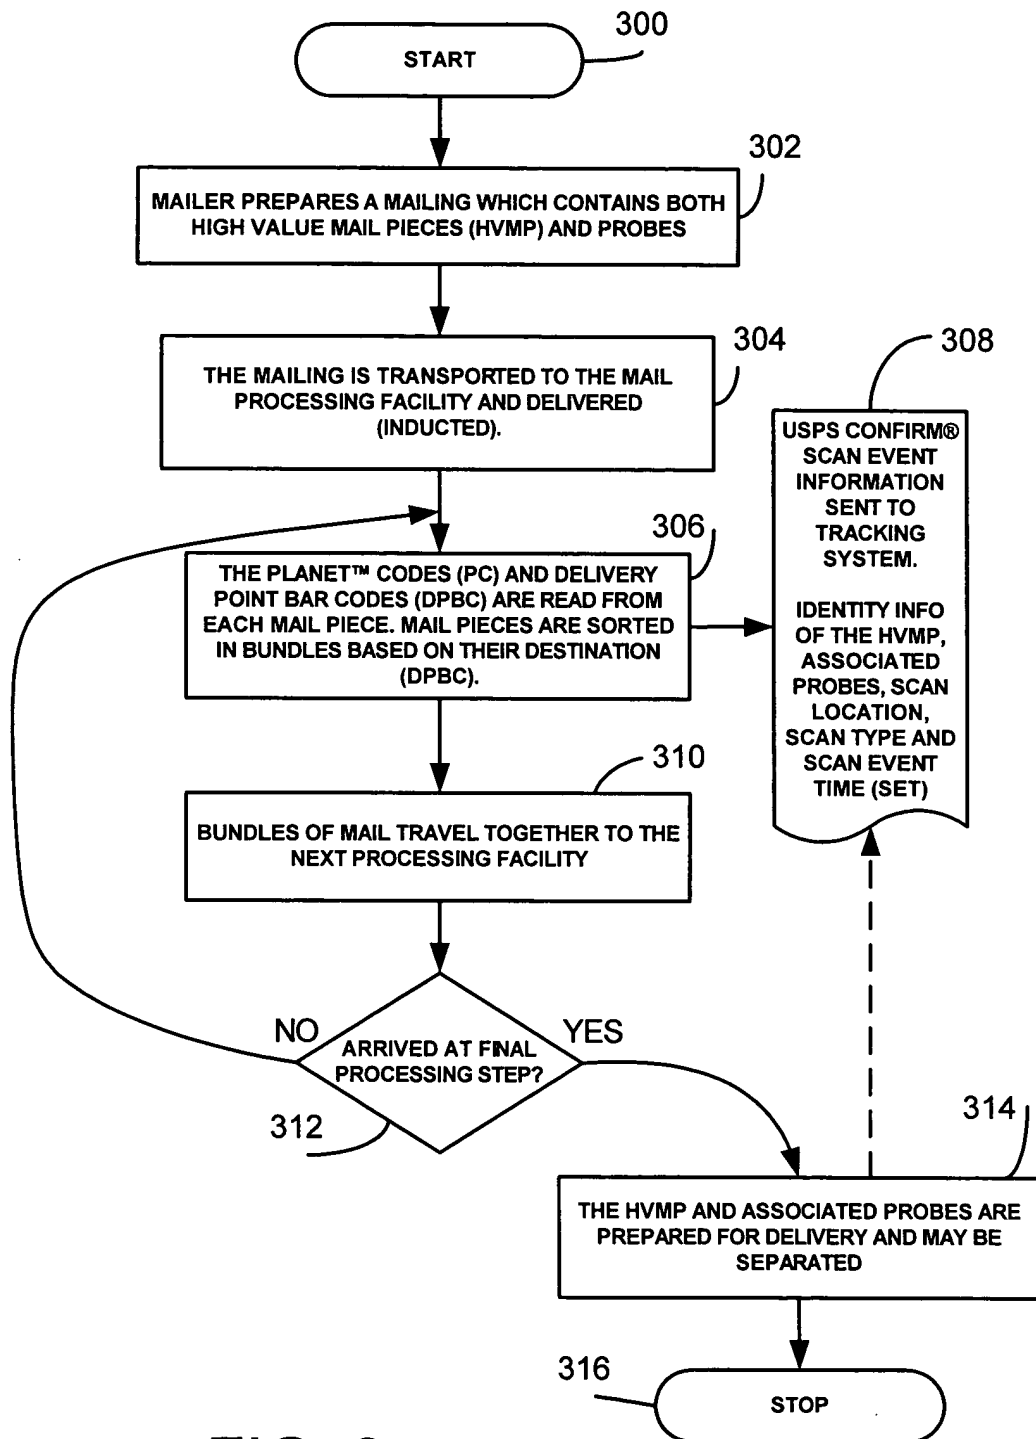 300
START
302
MAILER PREPARES A MAILING WHICH CONTAINS BOTH
HIGH VALUE MAIL PIECES (HVMP) AND PROBES
304
THE MAILING IS TRANSPORTED TO THE MAIL
PROCESSING FACILITY AND DELIVERED
(INDUCTED).
308
USPS CONFIRM®
SCAN EVENT
INFORMATION
SENT TO
TRACKING
SYSTEM.
IDENTITY INFO
OF THE HVMP,
ASSOCIATED
PROBES, SCAN
LOCATION,
SCAN TYPE AND
SCAN EVENT
TIME (SET)
306
THE PLANET™ CODES (PC) AND DELIVERY
POINT BAR CODES (DPBC) ARE READ FROM
EACH MAIL PIECE. MAIL PIECES ARE SORTED
IN BUNDLES BASED ON THEIR DESTINATION
(DPBC).
310
BUNDLES OF MAIL TRAVEL TOGETHER TO THE
NEXT PROCESSING FACILITY
NO
YES
ARRIVED AT FINAL
PROCESSING STEP?
312
314
THE HVMP AND ASSOCIATED PROBES ARE
PREPARED FOR DELIVERY AND MAY BE
SEPARATED
316
STOP